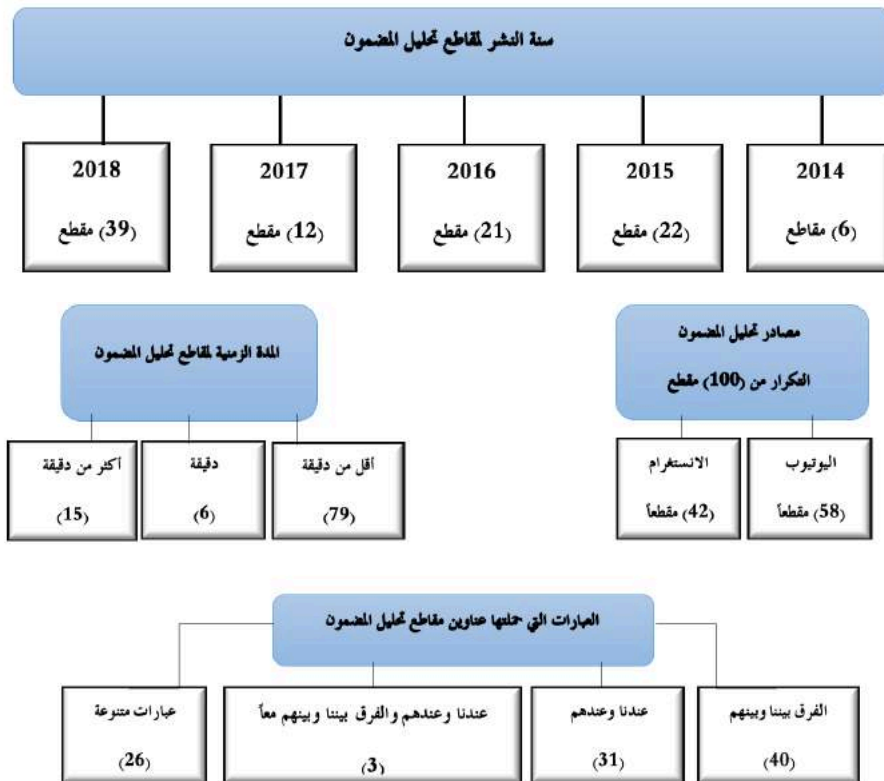 سنة النشر لمقاطع تحليل المضمون
2014
(6) مقاطع
2015
(22) مقطع
2016
(21) مقطع
2017
(12) مقطع
2018
(39) مقطع
مصادر تحليل المضمون
التكرار من (100) مقطع
اليوتيوب
(58) مقطعاً
الانستغرام
(42) مقطعاً
المدة الزمنية لمقاطع تحليل المضمون
أقل من دقيقة
(79)
دقيقة
(6)
أكثر من دقيقة
(15)
العبارات التي حملتها عناوين مقاطع تحليل المضمون
الفرق بيننا وبينهم
(40)
عندنا وعندهم
(31)
عندنا وعندهم والفرق بيننا وبينهم معاً
(3)
عبارات متنوعة
(26)